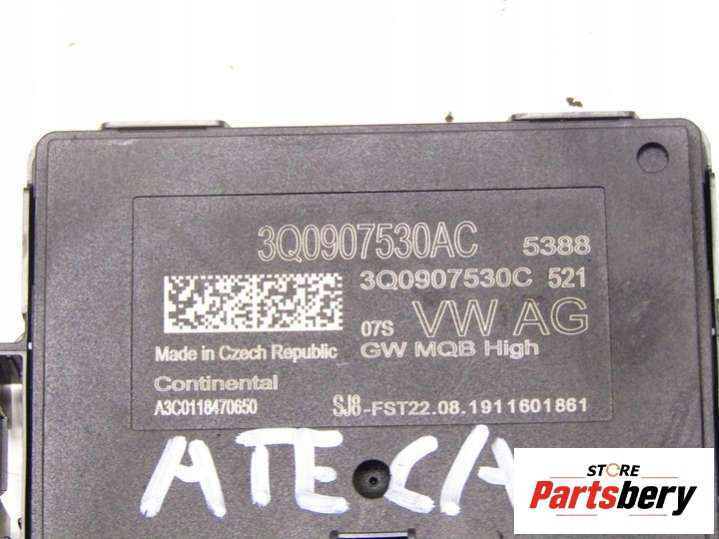 3Q0907530AC 5388
3Q0907530C 521
07S VW AG
Made in Czech Republic GW MQB High
Continental
A3C0118470650 SJ8-FST22.08.1911601861
ATECA
STORE
Partsbery